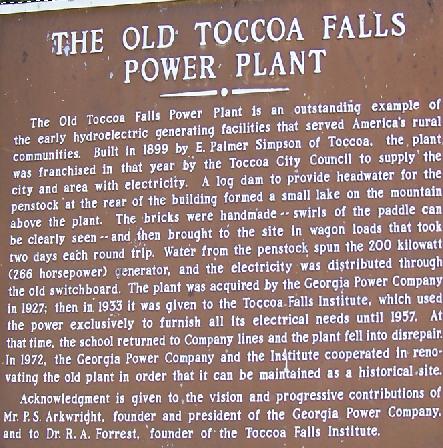 THE OLD TOCCOA FALLS
POWER PLANT
The Old Toccoa Falls Power Plant is an outstanding example of
the early hydroelectric generating facilities that served America's rural
communities. Built in 1899 by E. Palmer Simpson of Toccoa, the plant
was franchised in that year by the Toccoa City Council to supply the
city and area with electricity. A log dam to provide headwater for the
penstock at the rear of the building formed a small lake on the mountain
above the plant. The bricks were handmade -- swirls of the paddle can
be clearly seen -- and then brought to the site in wagon loads that took
two days each round trip. Water from the penstock spun the 200 kilowatt
(266 horsepower) generator, and the electricity was distributed through
the old switchboard. The plant was acquired by the Georgia Power Company
in 1927; then in 1933 it was given to the Toccoa Falls Institute, which used
the power exclusively to furnish all its electrical needs until 1957. At
that time, the school returned to Company lines and the plant fell into disrepair.
In 1972, the Georgia Power Company and the Institute cooperated in reno-
vating the old plant in order that it can be maintained as a historical site.
Acknowledgment is given to the vision and progressive contributions of
Mr. P.S. Arkwright, founder and president of the Georgia Power Company,
and to Dr. R.A. Forrest, founder of the Toccoa Falls Institute.